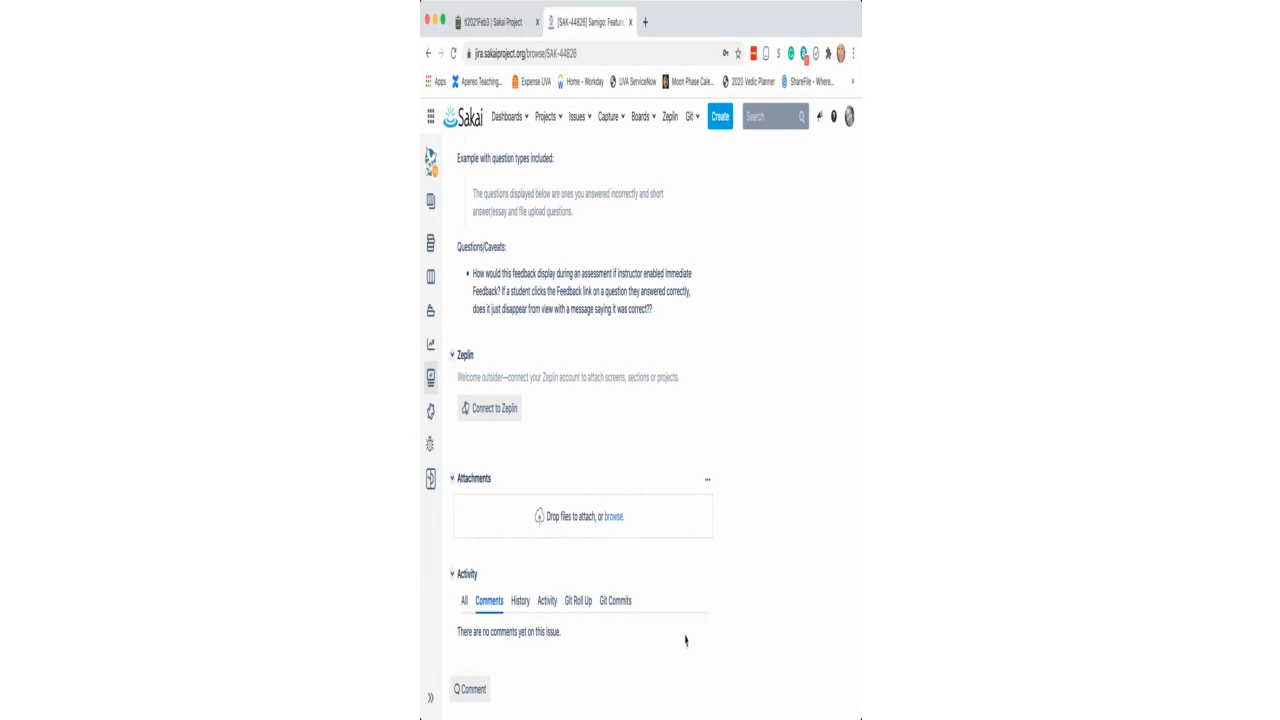 tl2021Feb3 | Sakai Project
[SAK-44826] Samigo: Featur
jira.sakaiproject.org/browse/SAK-44826
Apps Apereo Teaching... Expense UVA Home - Workday UVA ServiceNow Moon Phase Cale... 2020 Vedic Planner ShareFile - Where...
Sakai Dashboards Projects Issues Capture Boards Zeplin Git Create Search
Example with question types included:
The questions displayed below are ones you answered incorrectly and short
answer/essay and file upload questions.
Questions/Caveats:
• How would this feedback display during an assessment if instructor enabled Immediate
Feedback? If a student clicks the Feedback link on a question they answered correctly,
does it just disappear from view with a message saying it was correct??
Zeplin
Welcome outsider—connect your Zeplin account to attach screens, sections or projects.
Connect to Zeplin
Attachments
Drop files to attach, or browse.
Activity
All Comments History Activity Git Roll Up Git Commits
There are no comments yet on this issue.
Comment